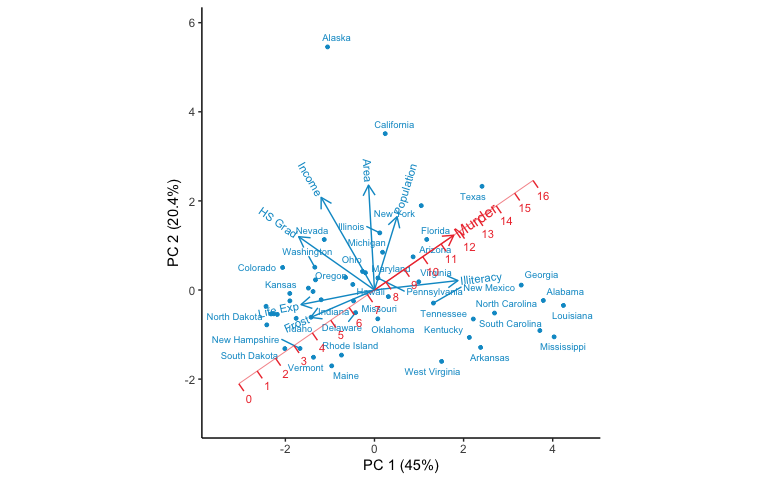 6
Alaska
4
California
Income
Area
Population
2
Texas
16
15
14
13
12
11
10
9
8
7
6
5
4
3
2
1
0
Murder
HS Grad
Nevada
Illinois
New York
Florida
Michigan
Washington
Ohio
Arizona
Colorado
Oregon
Maryland
Virginia
Illiteracy
Georgia
Kansas
Hawaii
Pennsylvania
New Mexico
Alabama
0
Life Exp
Frost
North Dakota
Indiana
Missouri
Tennessee
North Carolina
Louisiana
Idaho
Delaware
Oklahoma
Kentucky
South Carolina
New Hampshire
Rhode Island
Mississippi
South Dakota
Arkansas
Vermont
Maine
West Virginia
-2
-2
0
2
4
PC 1 (45%)
PC 2 (20.4%)